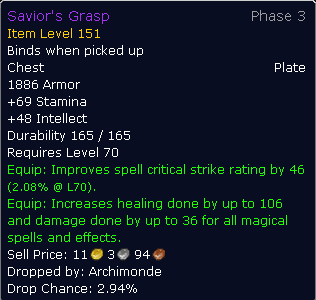 Savior's Grasp Phase 3
Item Level 151
Binds when picked up
Chest Plate
1886 Armor
+69 Stamina
+48 Intellect
Durability 165 / 165
Requires Level 70
Equip: Improves spell critical strike rating by 46
(2.08% @ L70).
Equip: Increases healing done by up to 106
and damage done by up to 36 for all magical
spells and effects.
Sell Price: 11 3 94
Dropped by: Archimonde
Drop Chance: 2.94%